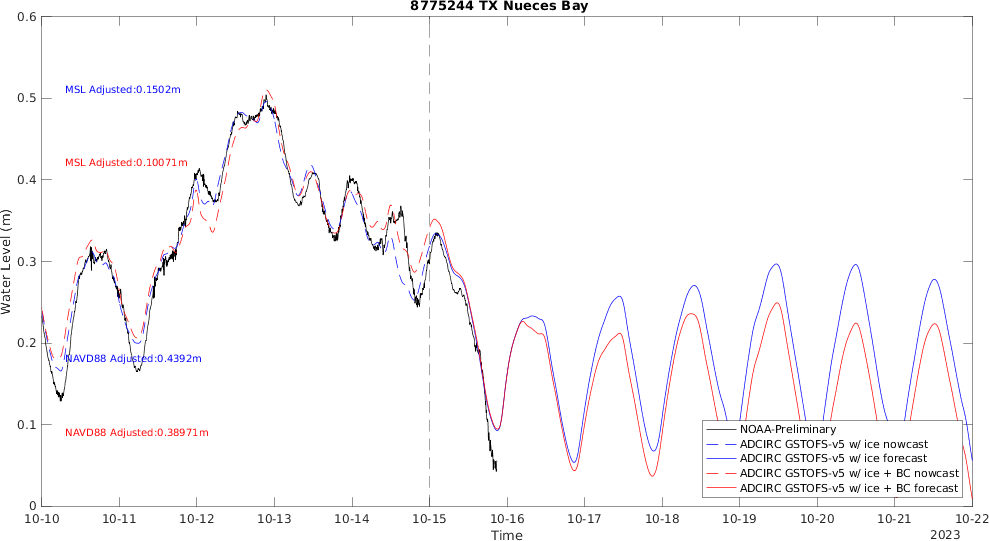 8775244 TX Nueces Bay
0.6
0.5
0.4
0.3
0.2
0.1
0
Water Level (m)
MSL Adjusted:0.1502m
MSL Adjusted:0.10071m
NAVD88 Adjusted:0.4392m
NAVD88 Adjusted:0.38971m
NOAA-Preliminary
ADCIRC GSTOFS-v5 w/ ice nowcast
ADCIRC GSTOFS-v5 w/ ice forecast
ADCIRC GSTOFS-v5 w/ ice + BC nowcast
ADCIRC GSTOFS-v5 w/ ice + BC forecast
10-10 10-11 10-12 10-13 10-14 10-15 10-16 10-17 10-18 10-19 10-20 10-21 10-22
Time
2023